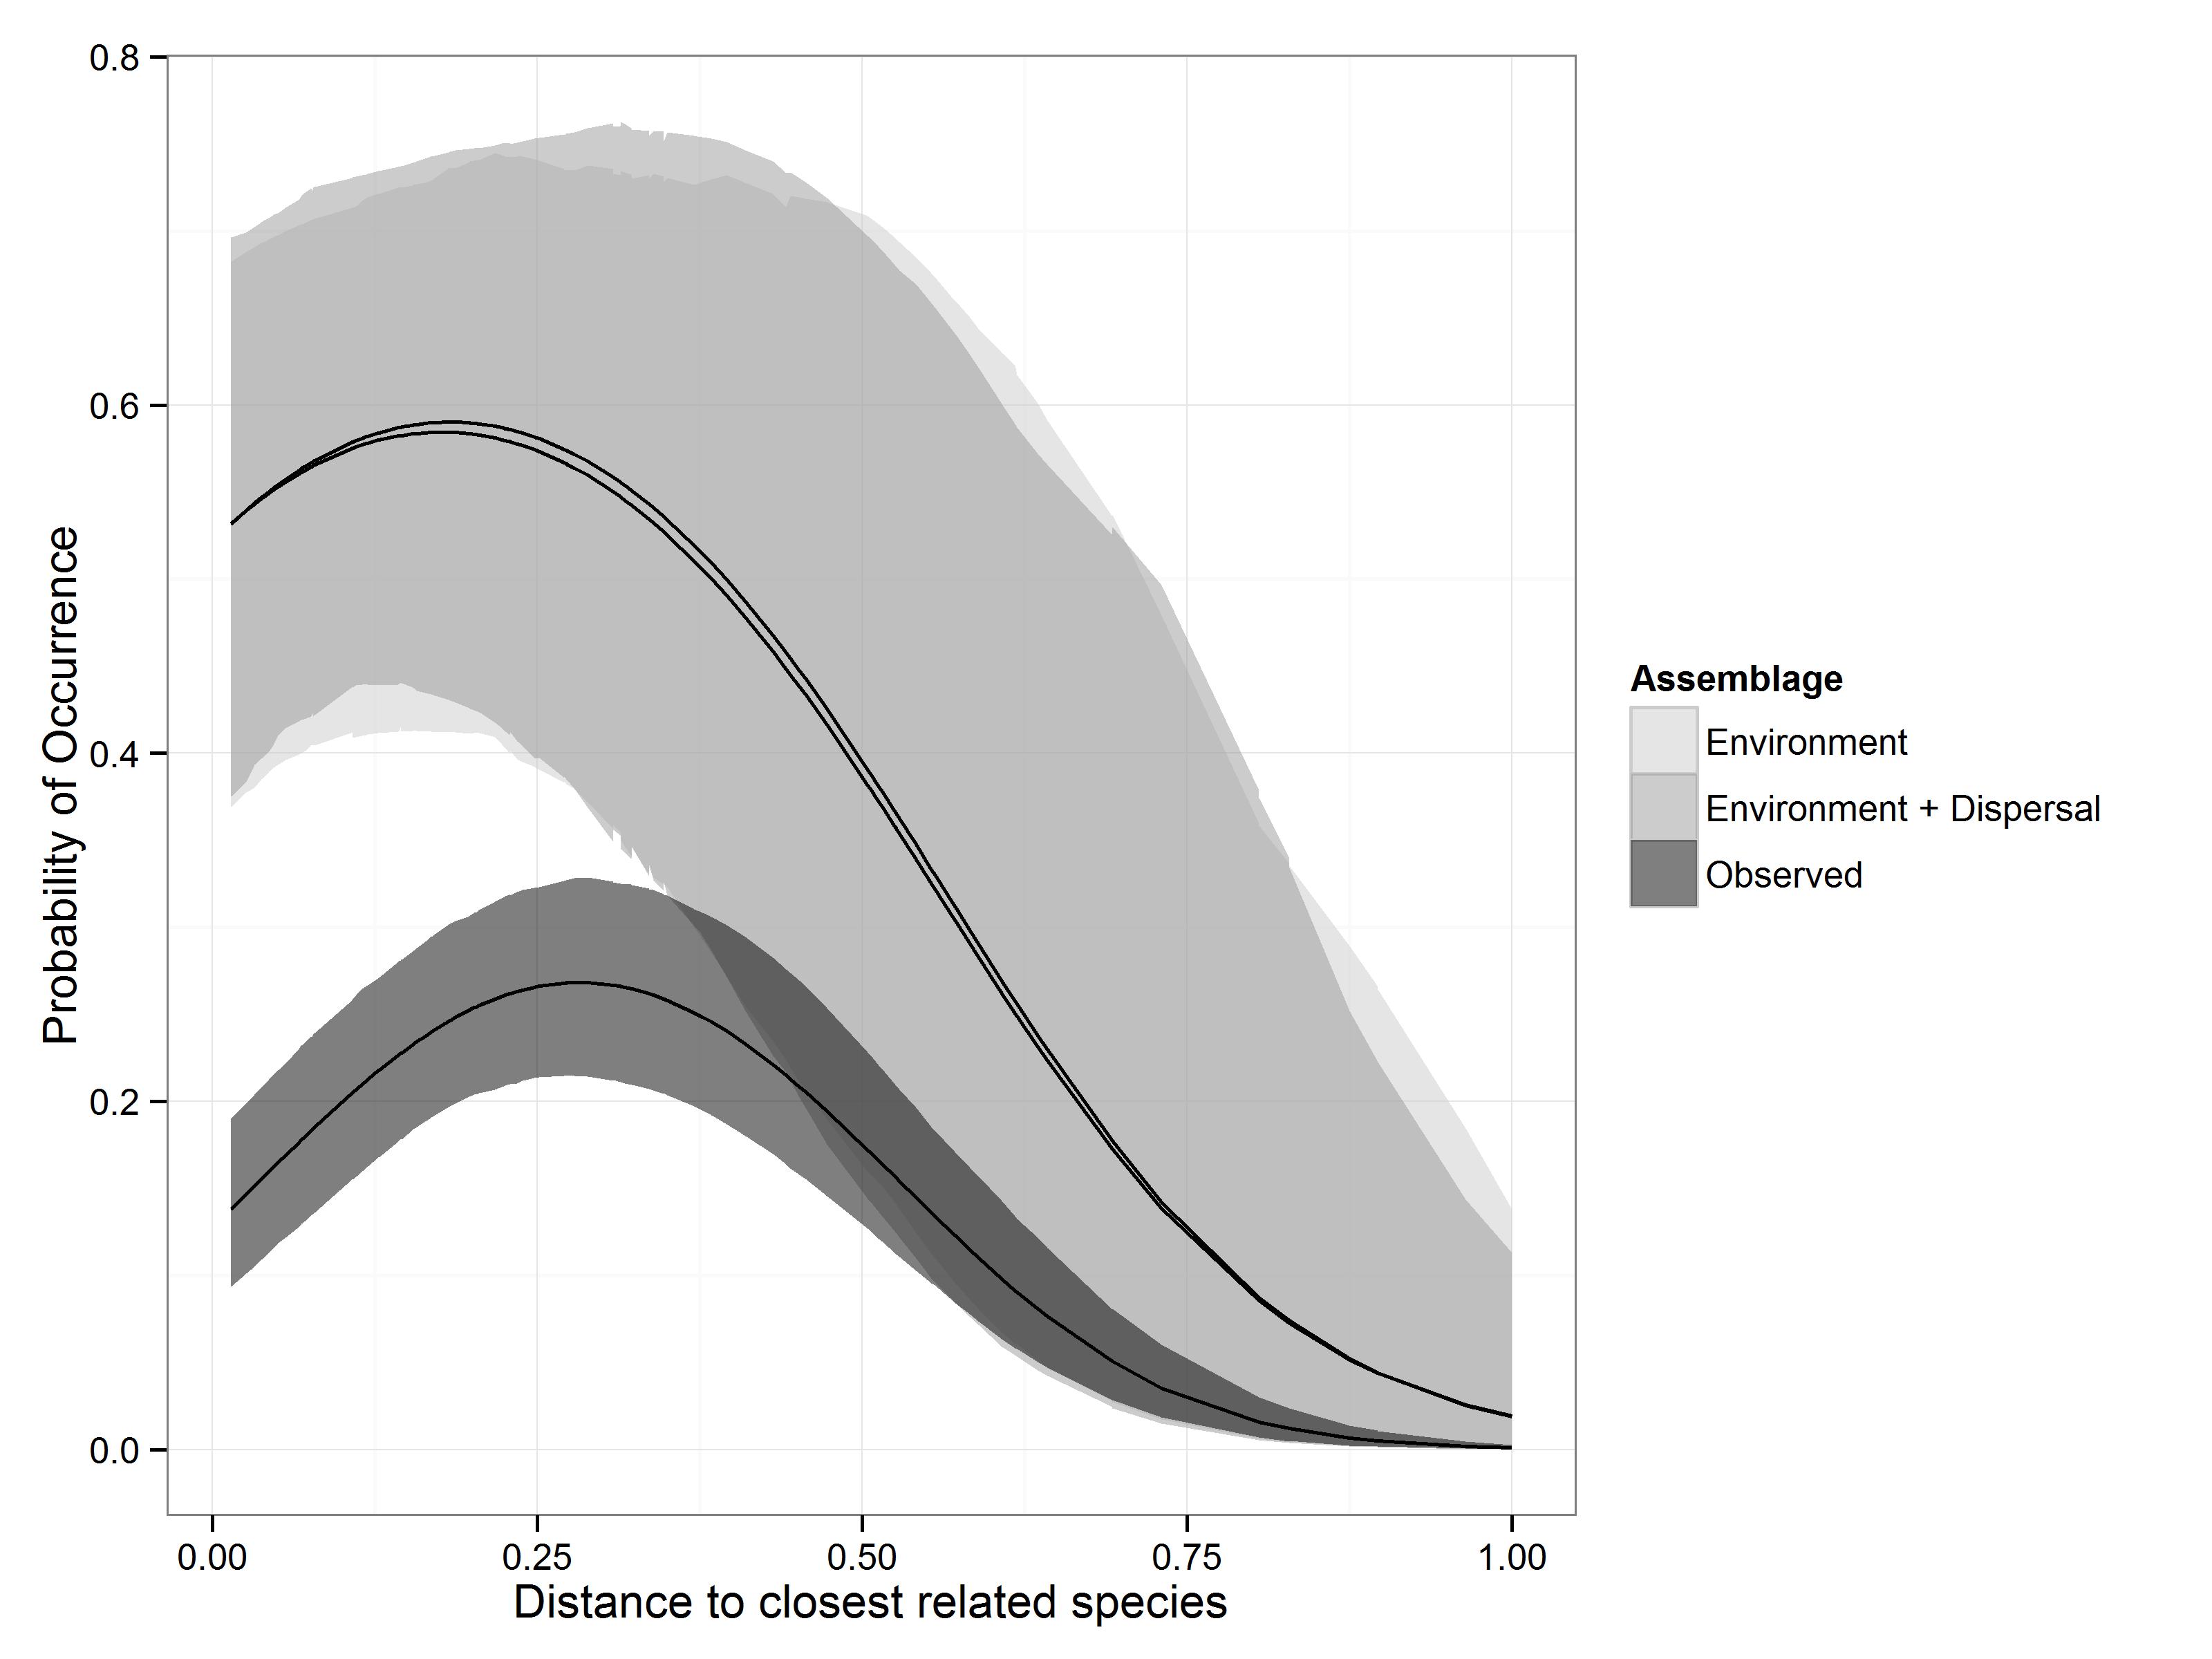 0.8
0.6
0.4
0.2
0.0
Probability of Occurrence
0.00 0.25 0.50 0.75 1.00
Distance to closest related species
Assemblage
Environment
Environment + Dispersal
Observed